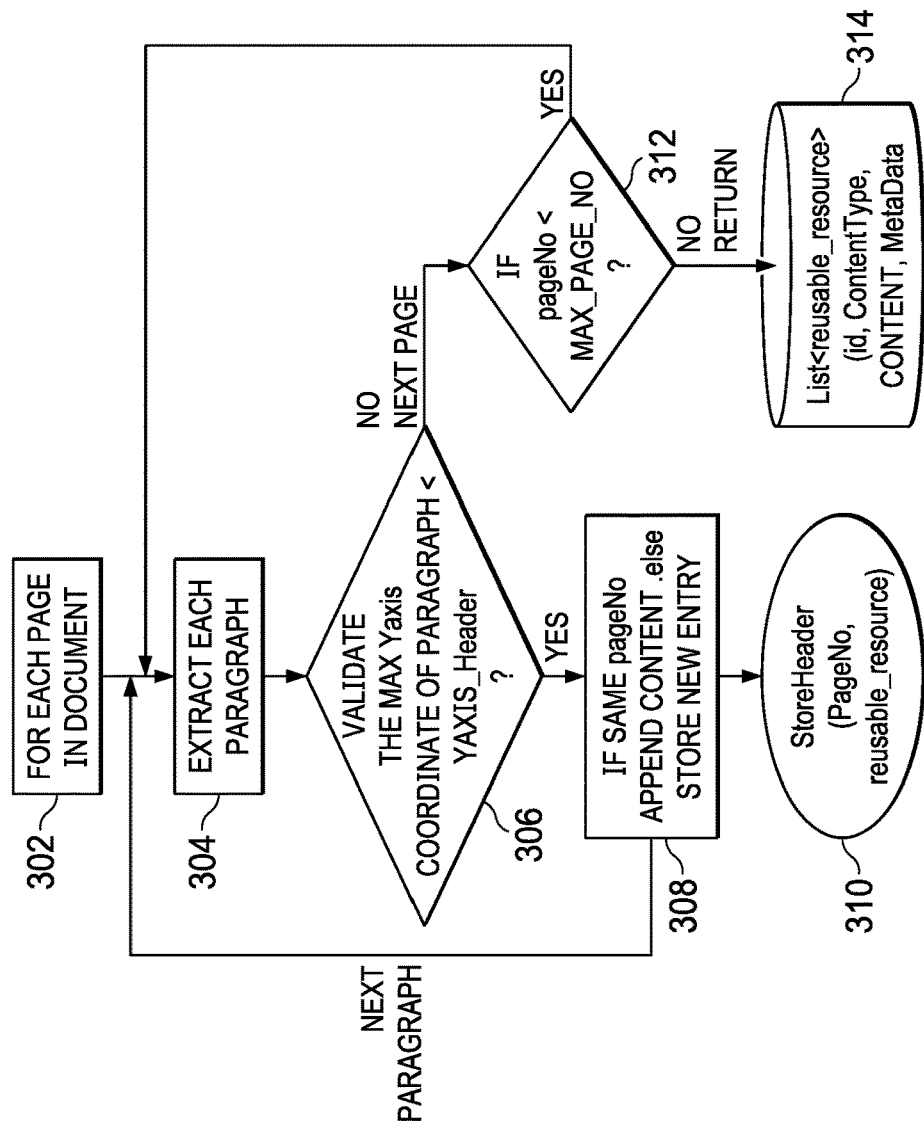 FOR EACH PAGE
IN DOCUMENT
302
EXTRACT EACH
PARAGRAPH
304
VALIDATE
THE MAX Yaxis
COORDINATE OF PARAGRAPH <
YAXIS_Header
?
306
NO
NEXT PAGE
YES
IF
pageNo <
MAX_PAGE_NO
?
312
YES
NO
RETURN
IF SAME pageNo
APPEND CONTENT .else
STORE NEW ENTRY
308
NEXT
PARAGRAPH
StoreHeader
(PageNo,
reusable_resource)
310
List<reusable_resource>
(id, ContentType,
CONTENT, MetaData
314